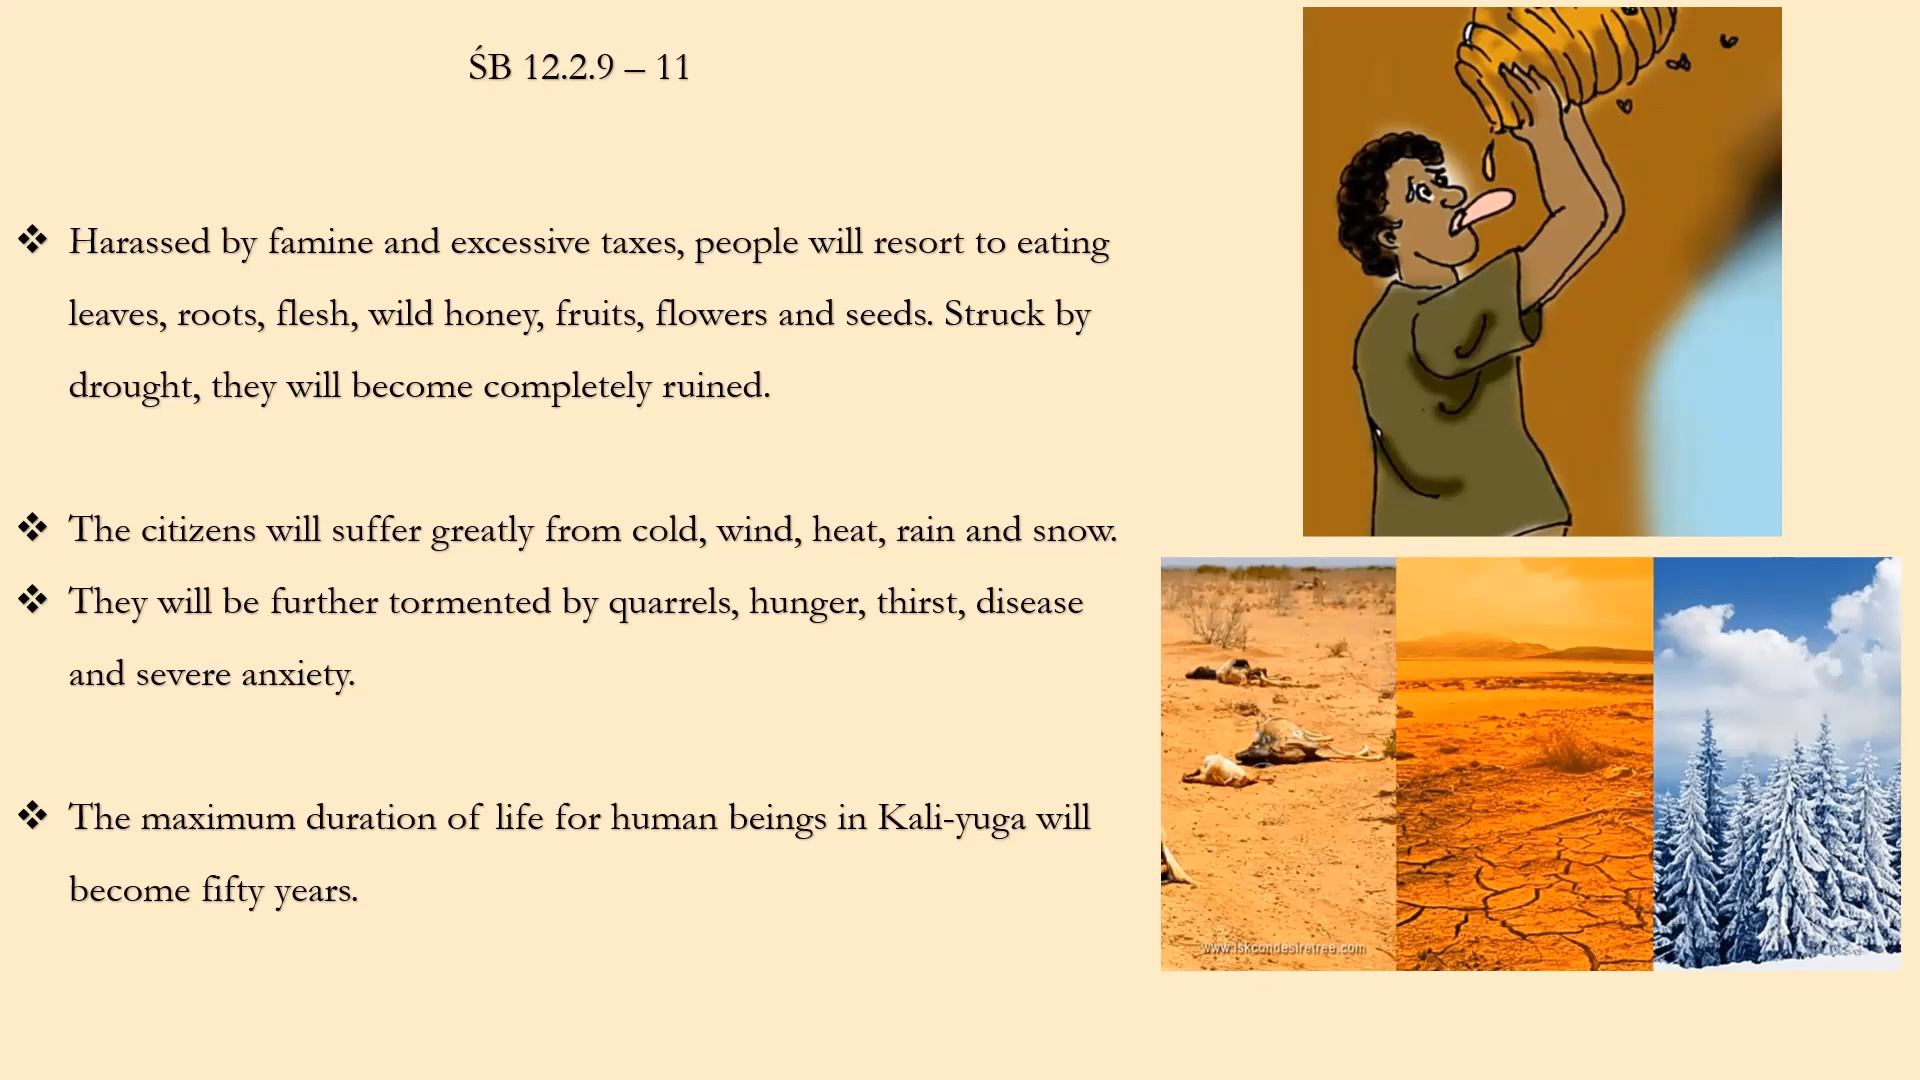 ŚB 12.2.9 – 11
❖ Harassed by famine and excessive taxes, people will resort to eating
leaves, roots, flesh, wild honey, fruits, flowers and seeds. Struck by
drought, they will become completely ruined.
❖ The citizens will suffer greatly from cold, wind, heat, rain and snow.
❖ They will be further tormented by quarrels, hunger, thirst, disease
and severe anxiety.
❖ The maximum duration of life for human beings in Kali-yuga will
become fifty years.
www.iskcondesiretree.com